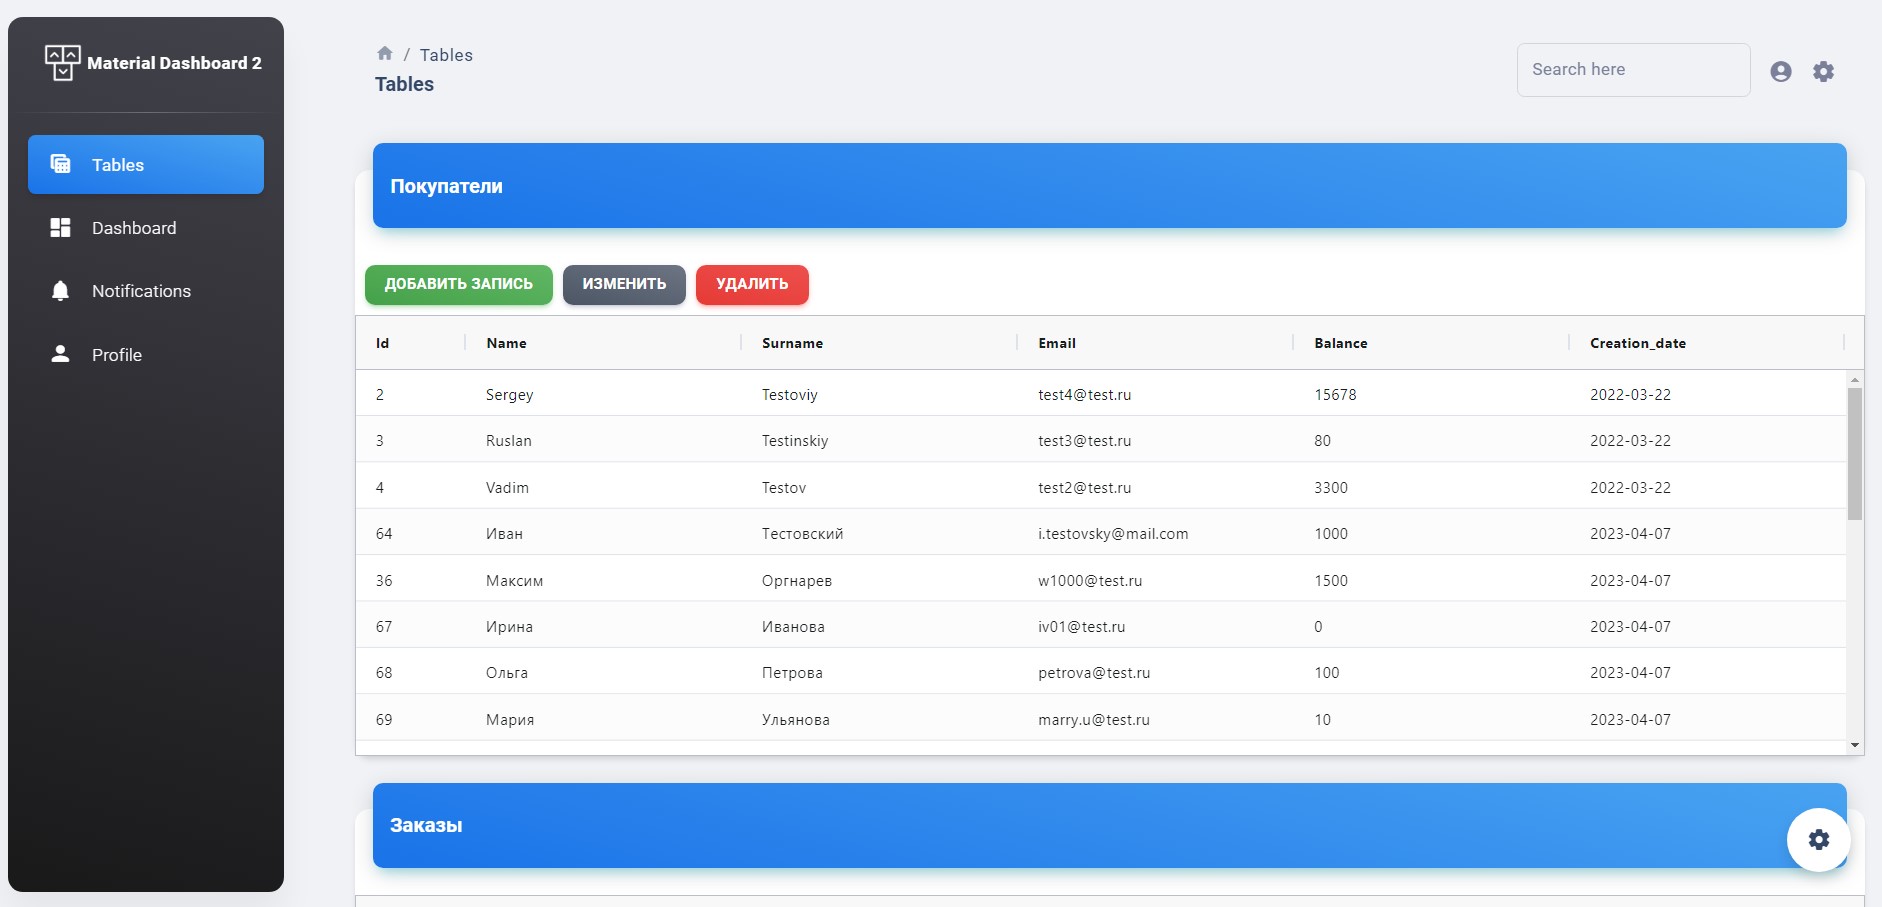 Material Dashboard 2
Tables
Dashboard
Notifications
Profile
/ Tables
Tables
Search here
Покупатели
ДОБАВИТЬ ЗАПИСЬ ИЗМЕНИТЬ УДАЛИТЬ
Id Name Surname Email Balance Creation_date
2 Sergey Testoviy test4@test.ru 15678 2022-03-22
3 Ruslan Testinskiy test3@test.ru 80 2022-03-22
4 Vadim Testov test2@test.ru 3300 2022-03-22
64 Иван Тестовский i.testovsky@mail.com 1000 2023-04-07
36 Максим Оргнарев w1000@test.ru 1500 2023-04-07
67 Ирина Иванова iv01@test.ru 0 2023-04-07
68 Ольга Петрова petrova@test.ru 100 2023-04-07
69 Мария Ульянова marry.u@test.ru 10 2023-04-07
Заказы